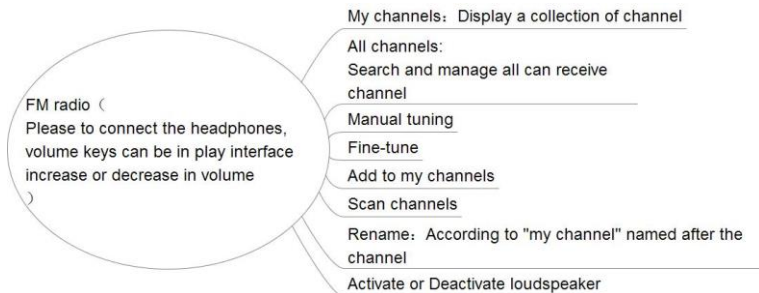 My channels：Display a collection of channel
All channels:
Search and manage all can receive
channel
FM radio（
Please to connect the headphones,
volume keys can be in play interface
increase or decrease in volume
）
Manual tuning
Fine-tune
Add to my channels
Scan channels
Rename：According to "my channel" named after the
channel
Activate or Deactivate loudspeaker